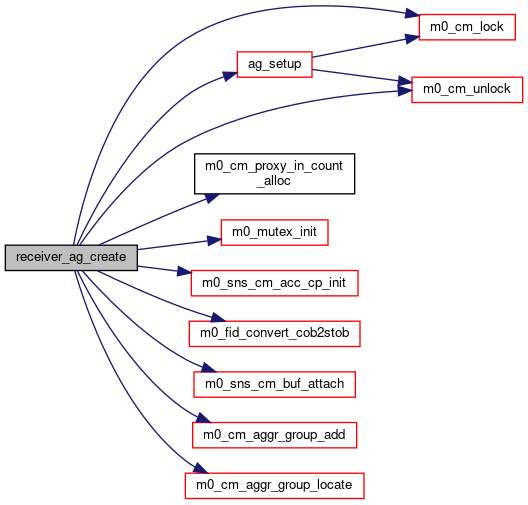 m0_cm_lock
ag_setup
m0_cm_unlock
m0_cm_proxy_in_count
_alloc
m0_mutex_init
receiver_ag_create
m0_sns_cm_acc_cp_init
m0_fid_convert_cob2stob
m0_sns_cm_buf_attach
m0_cm_aggr_group_add
m0_cm_aggr_group_locate